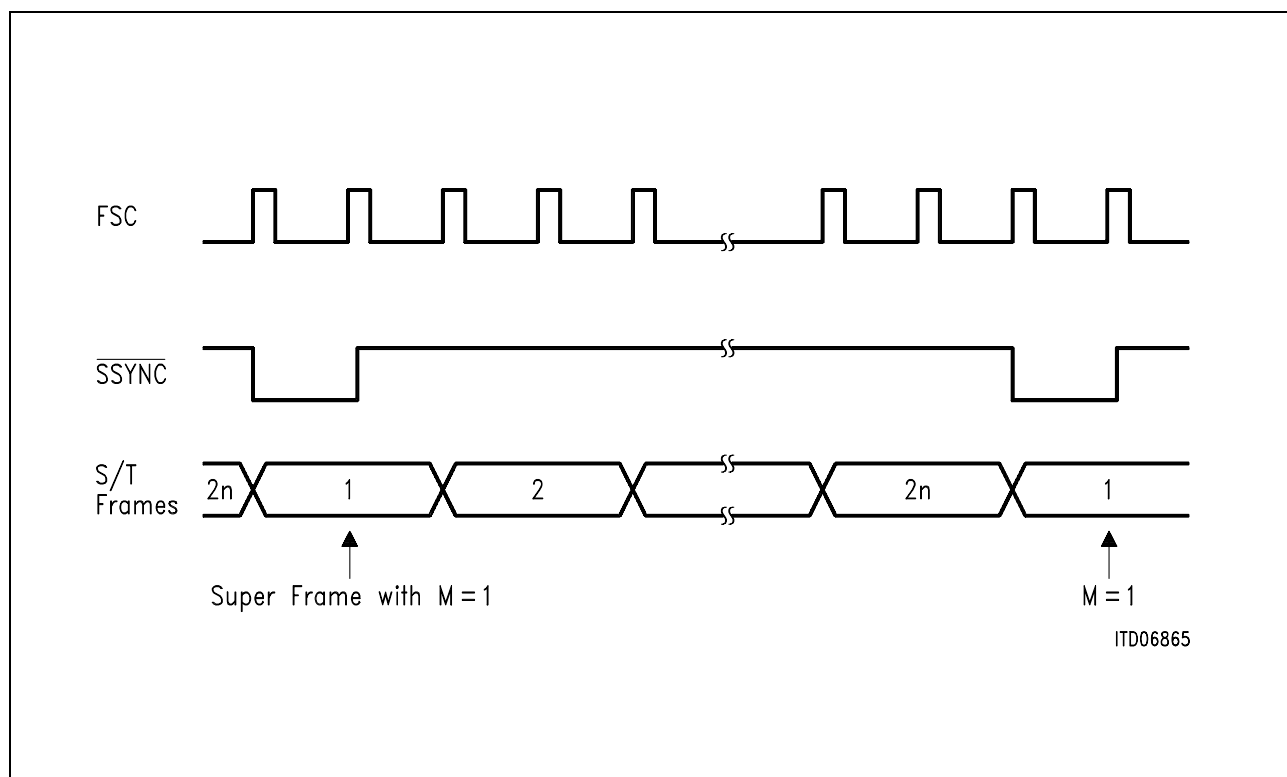 FSC
SSYNC
S/T
Frames
2n
1
2
2n
1
Super Frame with M=1
M=1
ITD06865